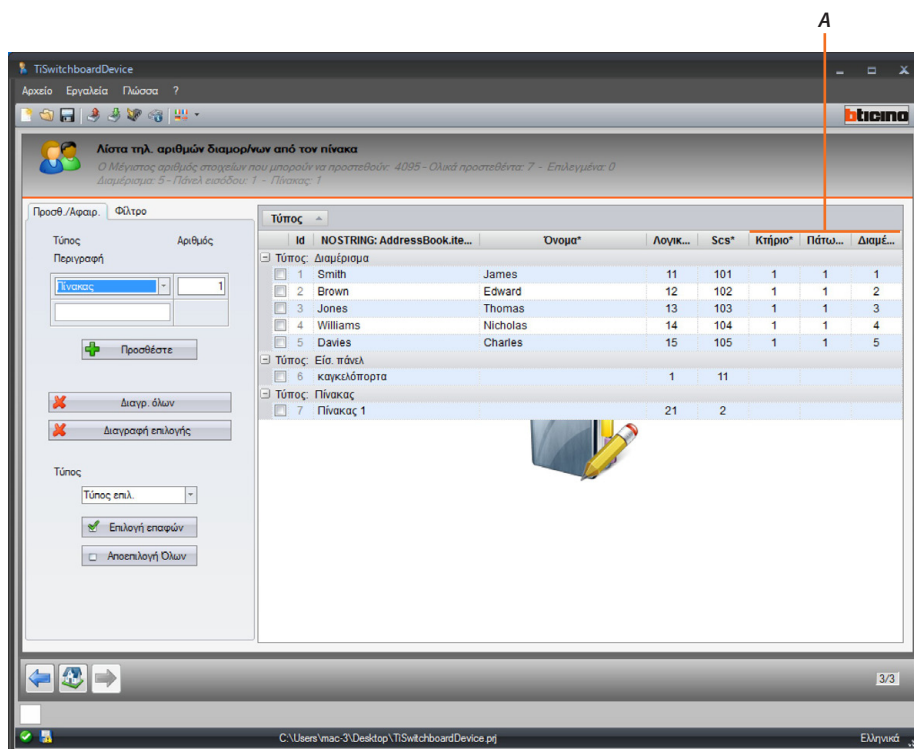 A
TiSwitchboardDevice
Αρχείο Εργαλεία Γλώσσα ?
bticino
Λίστα τηλ. αριθμών διαμορ/νων από τον πίνακα
Ο Μέγιστος αριθμός στοιχείων που μπορούν να προστεθούν: 4095 - Ολικά προστεθέντα: 7 - Επιλεγμένα: 0
Διαμέρισμα: 5 - Πάνελ εισόδου: 1 - Πίνακας: 1
Προσθ./Αφαιρ. Φίλτρο
Τύπος Αριθμός
Περιγραφή
Πίνακας 1
Προσθέστε
Διαγρ. όλων
Διαγραφή επιλογής
Τύπος
Τύπος επιλ.
Επιλογή επαφών
Αποεπιλογή Όλων
Τύπος
Id NOSTRING: AddressBook.ite... Όνομα* Λογικ... Scs* Κτήριο* Πάτω... Διαμέ...
Τύπος: Διαμέρισμα
1 Smith James 11 101 1 1 1
2 Brown Edward 12 102 1 1 2
3 Jones Thomas 13 103 1 1 3
4 Williams Nicholas 14 104 1 1 4
5 Davies Charles 15 105 1 1 5
Τύπος: Είσ. πάνελ
6 καγκελόπορτα 1 11
Τύπος: Πίνακας
7 Πίνακας 1 21 2
3/3
C:\Users\mac-3\Desktop\TiSwitchboardDevice.prj Ελληνικά